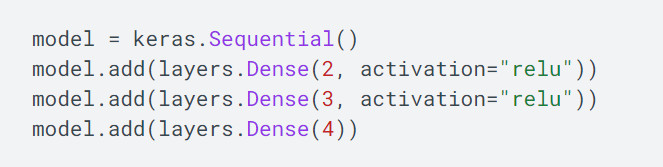 model = keras.Sequential()
model.add(layers.Dense(2, activation="relu"))
model.add(layers.Dense(3, activation="relu"))
model.add(layers.Dense(4))